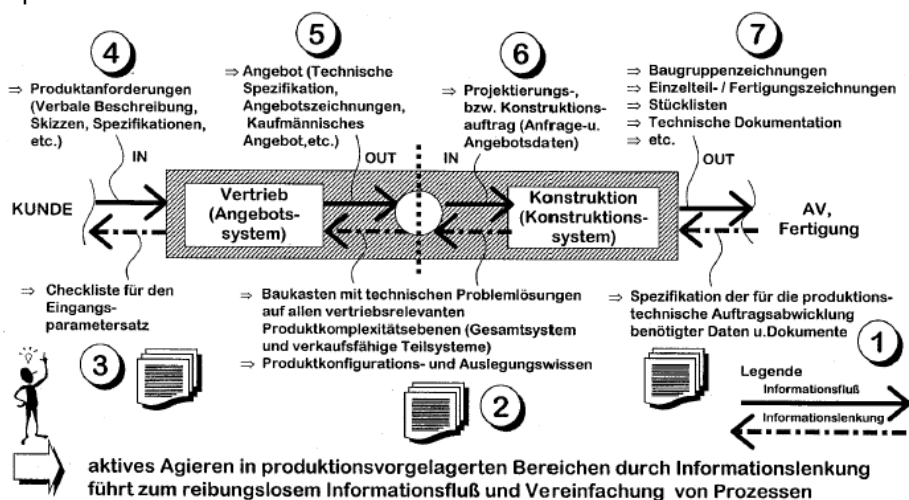 4
5
6
7
⇒ Produktanforderungen
(Verbale Beschreibung,
Skizzen, Spezifikationen,
etc.)
IN
⇒ Angebot (Technische
Spezifikation,
Angebotszeichnungen,
Kaufmännisches
Angebot,etc.)
OUT
⇒ Projektierungs-,
bzw. Konstruktions-
auftrag (Anfrage-u.
Angebotsdaten)
IN
⇒ Baugruppenzeichnungen
⇒ Einzelteil- / Fertigungszeichnungen
⇒ Stücklisten
⇒ Technische Dokumentation
⇒ etc.
OUT
KUNDE
Vertrieb
(Angebots-
system)
Konstruktion
(Konstruktions-
system)
AV,
Fertigung
⇒ Checkliste für den
Eingangs-
parametersatz
3
⇒ Baukasten mit technischen Problemlösungen
auf allen vertriebsrelevanten
Produktkomplexitätsebenen (Gesamtsystem
und verkaufsfähige Teilsysteme)
⇒ Produktkonfigurations- und Auslegungswissen
2
⇒ Spezifikation der für die produktions-
technische Auftragsabwicklung
benötigter Daten u.Dokumente
1
Legende
Informationsfluß
Informationslenkung
aktives Agieren in produktionsvorgelagerten Bereichen durch Informationslenkung
führt zum reibungslosem Informationsfluß und Vereinfachung von Prozessen